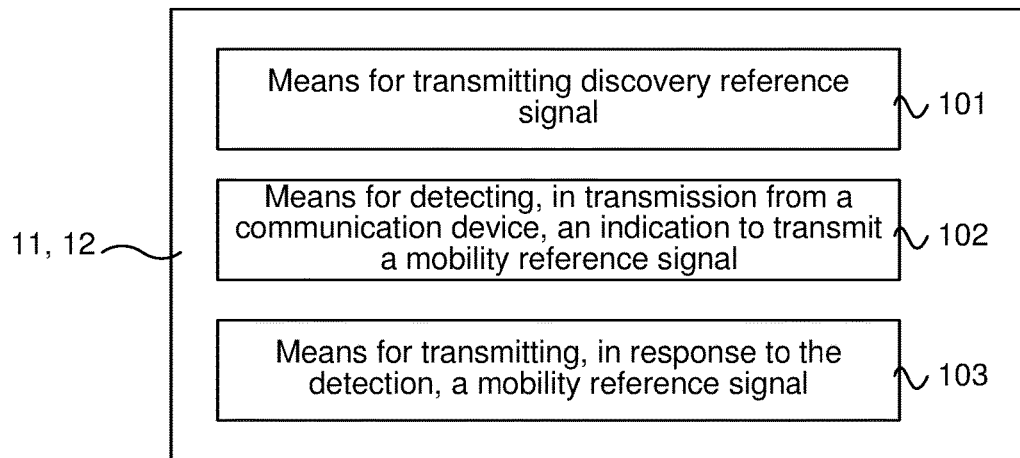 Means for transmitting discovery reference
signal
101
Means for detecting, in transmission from a
communication device, an indication to transmit
a mobility reference signal
102
11, 12
Means for transmitting, in response to the
detection, a mobility reference signal
103